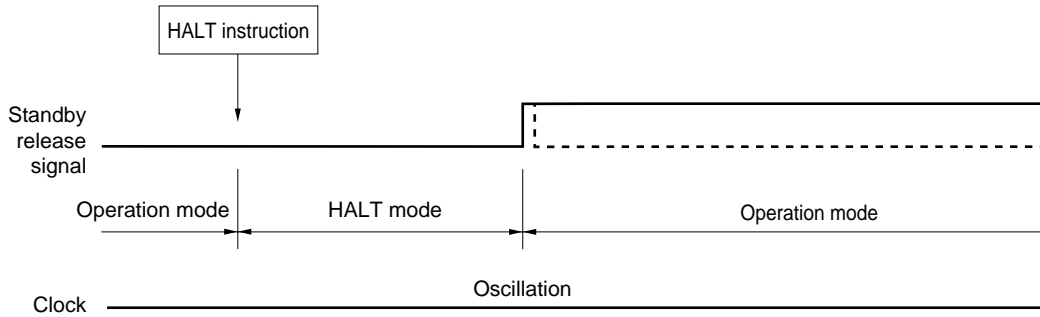 HALT instruction
Standby
release
signal
Operation mode
HALT mode
Operation mode
Oscillation
Clock